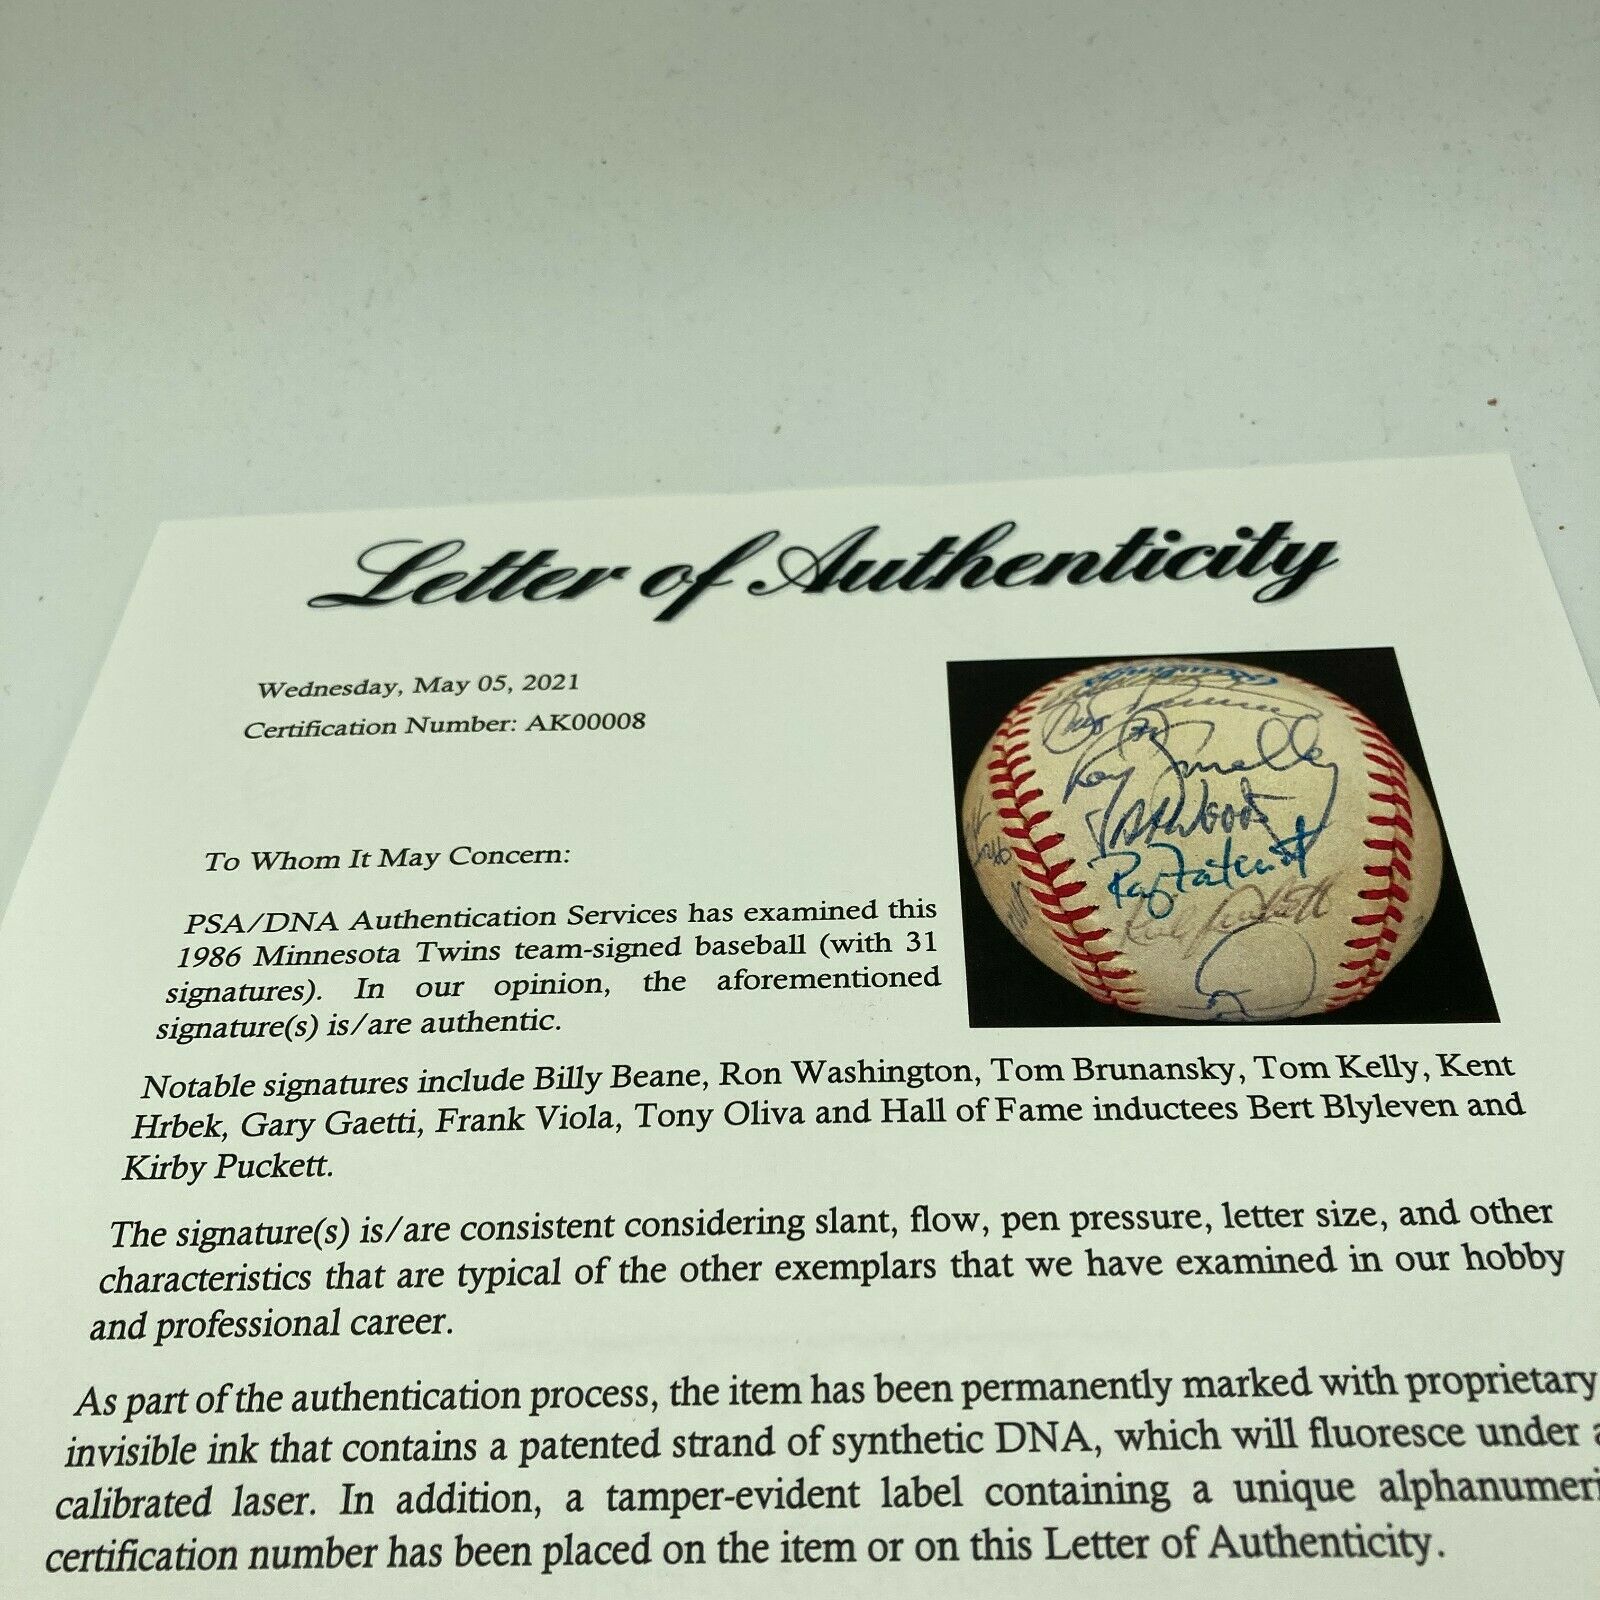 Letter of Authenticity
Wednesday, May 05, 2021
Certification Number: AK00008
Roy Smalley
Ray Fontenot
To Whom It May Concern:
PSA/DNA Authentication Services has examined this
1986 Minnesota Twins team-signed baseball (with 31
signatures). In our opinion, the aforementioned
signature(s) is/are authentic.
Notable signatures include Billy Beane, Ron Washington, Tom Brunansky, Tom Kelly, Kent
Hrbek, Gary Gaetti, Frank Viola, Tony Oliva and Hall of Fame inductees Bert Blyleven and
Kirby Puckett.
The signature(s) is/are consistent considering slant, flow, pen pressure, letter size, and other
characteristics that are typical of the other exemplars that we have examined in our hobby
and professional career.
As part of the authentication process, the item has been permanently marked with proprietary
invisible ink that contains a patented strand of synthetic DNA, which will fluoresce under a
calibrated laser. In addition, a tamper-evident label containing a unique alphanumeri
certification number has been placed on the item or on this Letter of Authenticity.